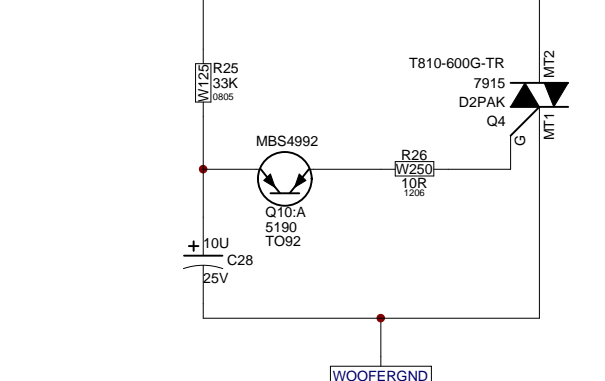 W125
R25
33K
0805
T810-600G-TR
7915
D2PAK
Q4
MT2
MT1
G
MBS4992
R26
W250
10R
1206
Q10:A
5190
TO92
+
10U
C28
25V
WOOFERGND